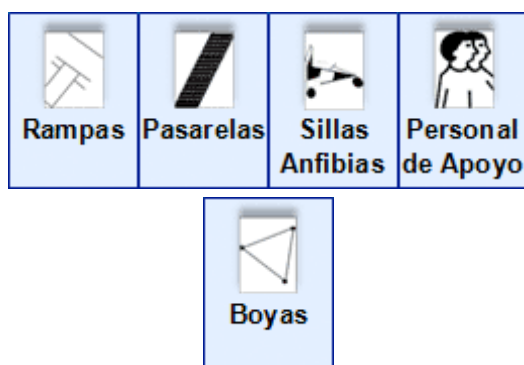 Rampas
Pasarelas
Sillas
Anfibias
Personal
de Apoyo
Boyas